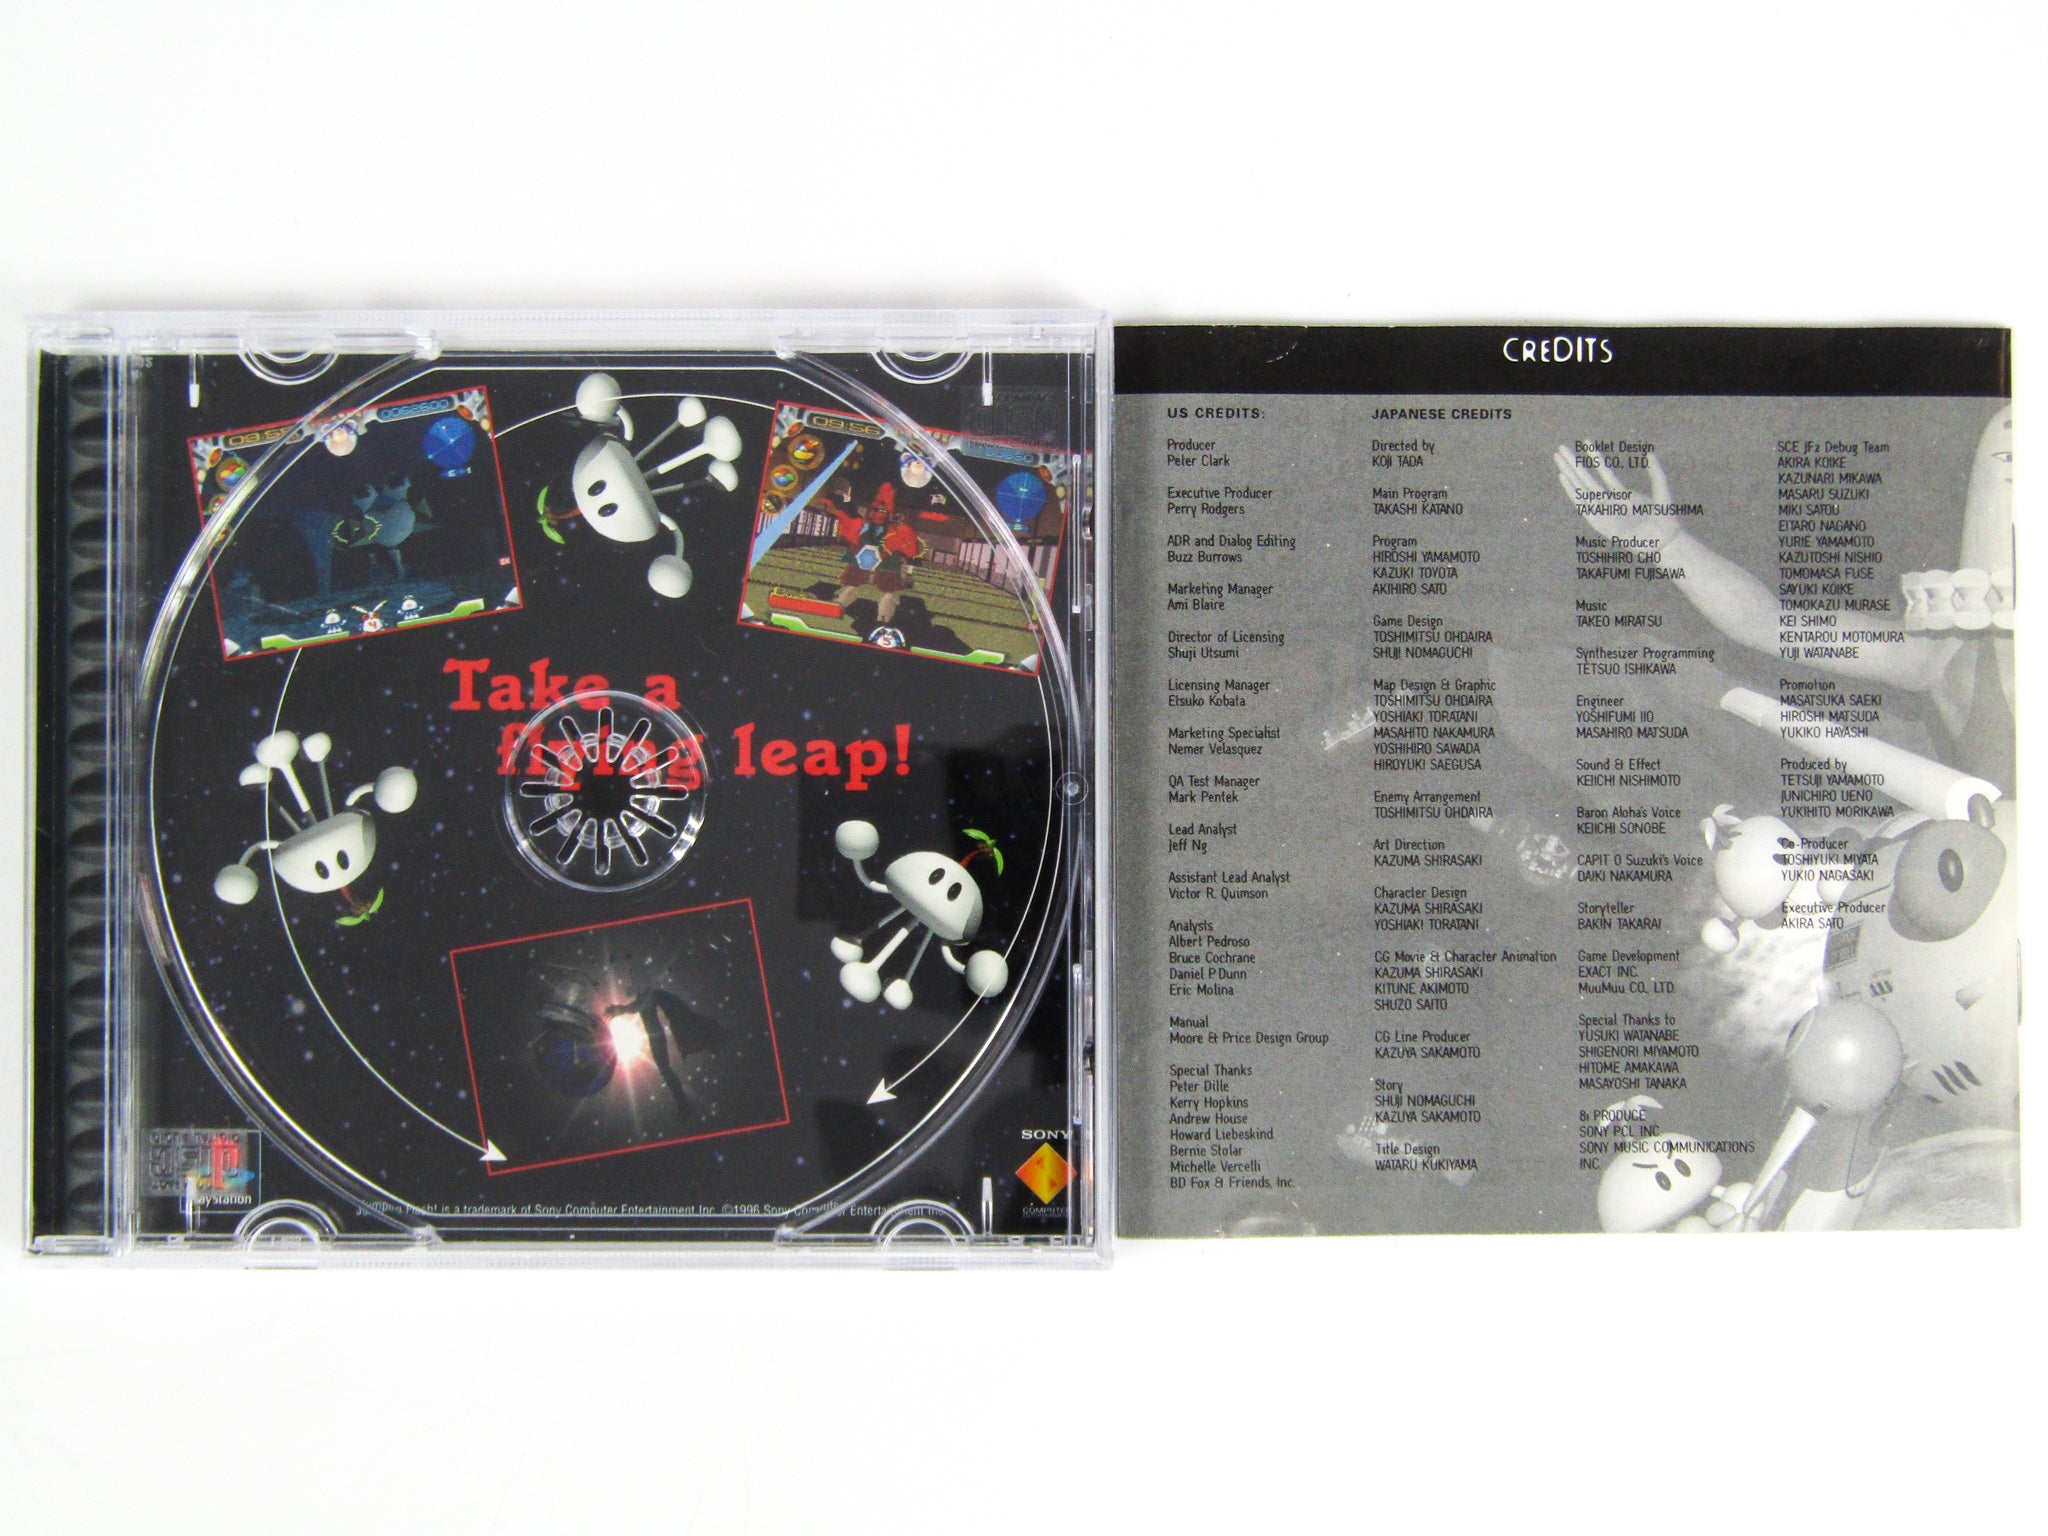 09:55
0062600
09:56
4
5
Take a
flying leap!
PlayStation
Jumping Flash! is a trademark of Sony Computer Entertainment Inc. ©1996 Sony Computer Entertainment Inc.
SONY
COMPUTER
CREDITS
US CREDITS:
Producer
Peter Clark
Executive Producer
Perry Rodgers
ADR and Dialog Editing
Buzz Burrows
Marketing Manager
Ami Blaire
Director of Licensing
Shuji Utsumi
Licensing Manager
Etsuko Kobata
Marketing Specialist
Nemer Velasquez
QA Test Manager
Mark Pentek
Lead Analyst
Jeff Ng
Assistant Lead Analyst
Victor R. Quimson
Analysts
Albert Pedroso
Bruce Cochrane
Daniel P. Dunn
Eric Molina
Manual
Moore & Price Design Group
Special Thanks
Peter Dille
Kerry Hopkins
Andrew House
Howard Liebeskind
Bernie Stolar
Michelle Vercelli
BD Fox & Friends, Inc.
JAPANESE CREDITS
Directed by
KOJI TADA
Main Program
TAKASHI KATANO
Program
HIROSHI YAMAMOTO
KAZUKI TOYOTA
AKIHIRO SATO
Game Design
TOSHIMITSU OHDAIRA
SHUJI NOMAGUCHI
Map Design & Graphic
TOSHIMITSU OHDAIRA
YOSHIAKI TORATANI
MASAHITO NAKAMURA
YOSHIHIRO SAWADA
HIROYUKI SAEGUSA
Enemy Arrangement
TOSHIMITSU OHDAIRA
Art Direction
KAZUMA SHIRASAKI
Character Design
KAZUMA SHIRASAKI
YOSHIAKI TORATANI
CG Movie & Character Animation
KAZUMA SHIRASAKI
KITUNE AKIMOTO
SHUZO SAITO
CG Line Producer
KAZUYA SAKAMOTO
Story
SHUJI NOMAGUCHI
KAZUYA SAKAMOTO
Title Design
WATARU KUKIYAMA
Booklet Design
FIOS CO., LTD.
Supervisor
TAKAHIRO MATSUSHIMA
Music Producer
TOSHIHIRO CHO
TAKAFUMI FUJISAWA
Music
TAKEO MIRATSU
Synthesizer Programming
TETSUO ISHIKAWA
Engineer
YOSHIFUMI IIO
MASAHIRO MATSUDA
Sound & Effect
KEIICHI NISHIMOTO
Baron Aloha's Voice
KEIICHI SONOBE
CAPIT O Suzuki's Voice
DAIKI NAKAMURA
Storyteller
BAKIN TAKARAI
Game Development
EXACT INC.
MuuMuu CO., LTD.
Special Thanks to
YUSUKI WATANABE
SHIGENORI MIYAMOTO
HITOME AMAKAWA
MASAYOSHI TANAKA
81 PRODUCE
SONY PCL INC.
SONY MUSIC COMMUNICATIONS
INC.
SCE JF2 Debug Team
AKIRA KOIKE
KAZUNARI MIKAWA
MASARU SUZUKI
MIKI SATOU
EITARO NAGANO
YURIE YAMAMOTO
KAZUTOSHI NISHIO
TOMOMASA FUSE
SAYUKI KOIKE
TOMOKAZU MURASE
KEI SHIMO
KENTAROU MOTOMURA
YUJI WATANABE
Promotion
MASATSUKA SAEKI
HIROSHI MATSUDA
YUKIKO HAYASHI
Produced by
TETSUJI YAMAMOTO
JUNICHIRO UENO
YUKIHITO MORIKAWA
Co-Producer
TOSHIYUKI MIYATA
YUKIO NAGASAKI
Executive Producer
AKIRA SATO